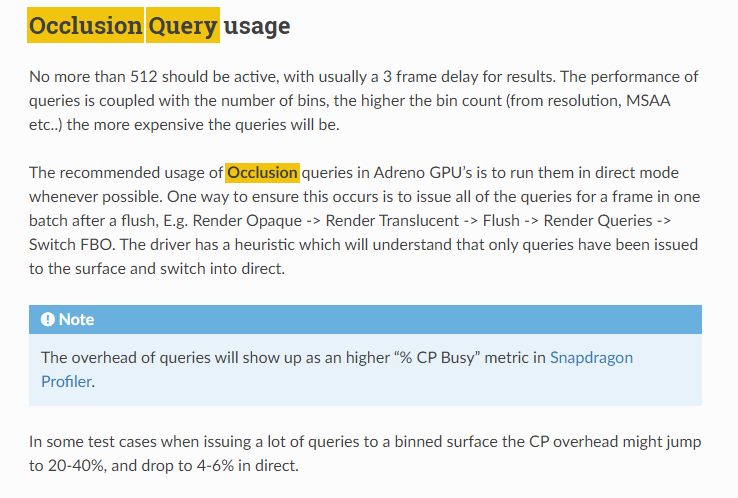 Occlusion Query usage
No more than 512 should be active, with usually a 3 frame delay for results. The performance of
queries is coupled with the number of bins, the higher the bin count (from resolution, MSAA
etc..) the more expensive the queries will be.
The recommended usage of Occlusion queries in Adreno GPU’s is to run them in direct mode
whenever possible. One way to ensure this occurs is to issue all of the queries for a frame in one
batch after a flush, E.g. Render Opaque -> Render Translucent -> Flush -> Render Queries ->
Switch FBO. The driver has a heuristic which will understand that only queries have been issued
to the surface and switch into direct.
Note
The overhead of queries will show up as an higher “% CP Busy” metric in Snapdragon
Profiler.
In some test cases when issuing a lot of queries to a binned surface the CP overhead might jump
to 20-40%, and drop to 4-6% in direct.